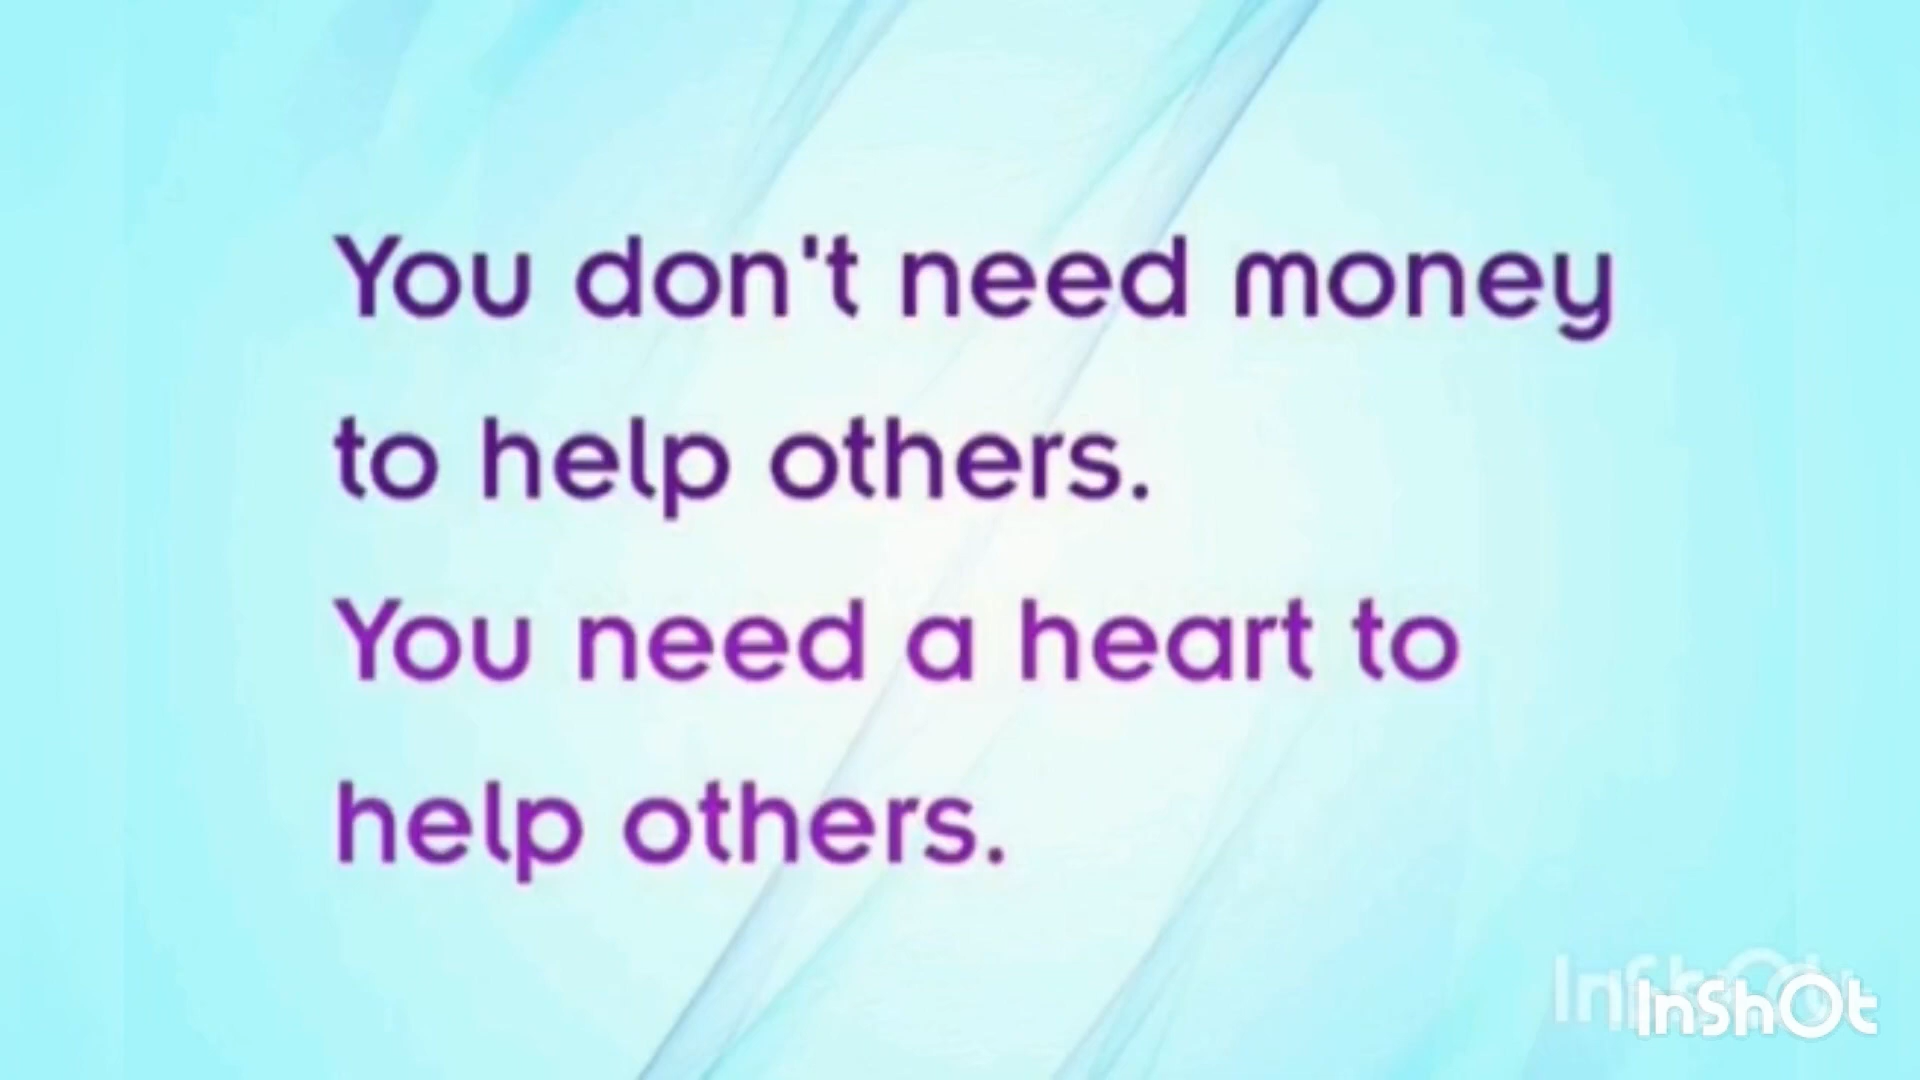 You don't need money
to help others.
You need a heart to
help others.
InShOt